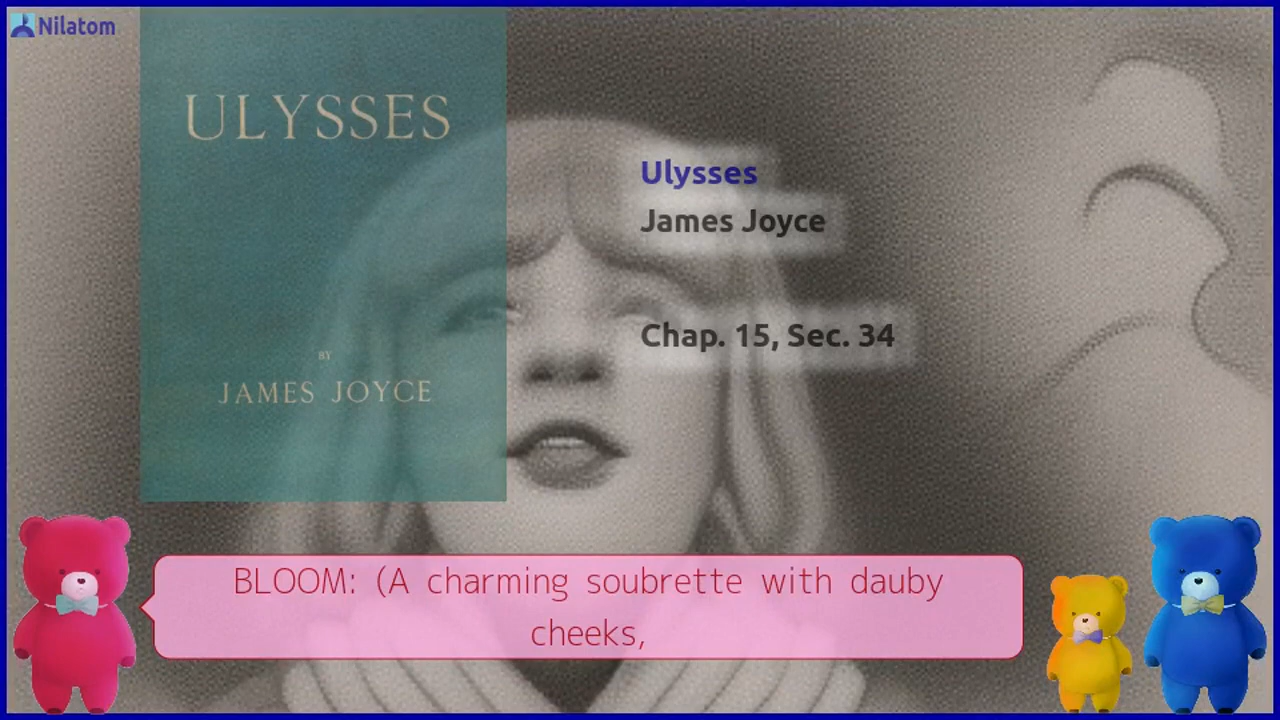 Nilatom
ULYSSES
BY
JAMES JOYCE
Ulysses
James Joyce
Chap. 15, Sec. 34
BLOOM: (A charming soubrette with dauby
cheeks,